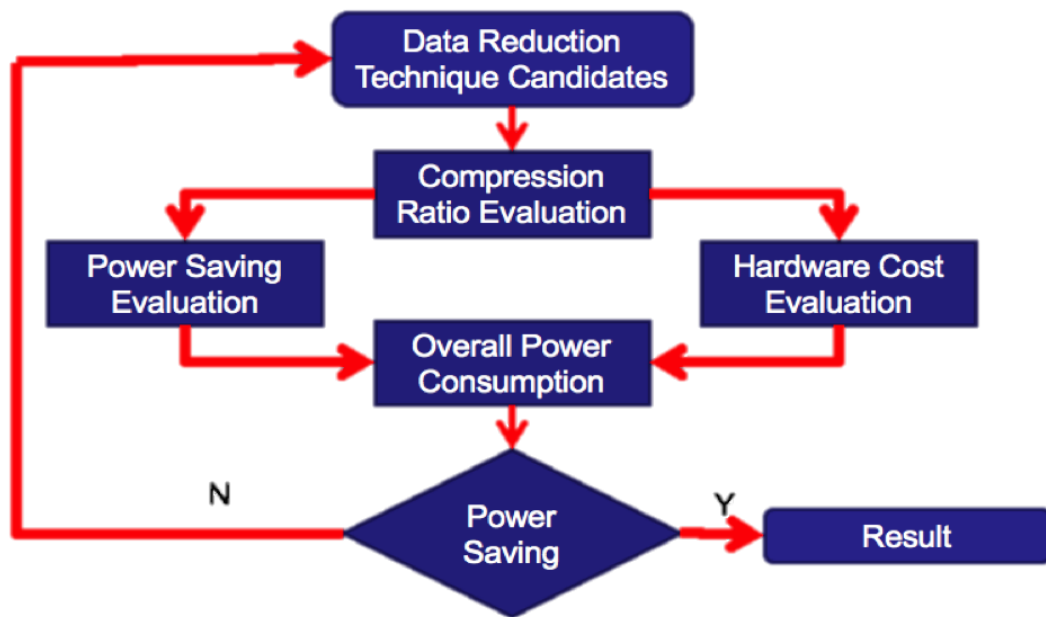 Data Reduction
Technique Candidates
Compression
Ratio Evaluation
Power Saving
Evaluation
Hardware Cost
Evaluation
Overall Power
Consumption
N
Y
Power
Saving
Result